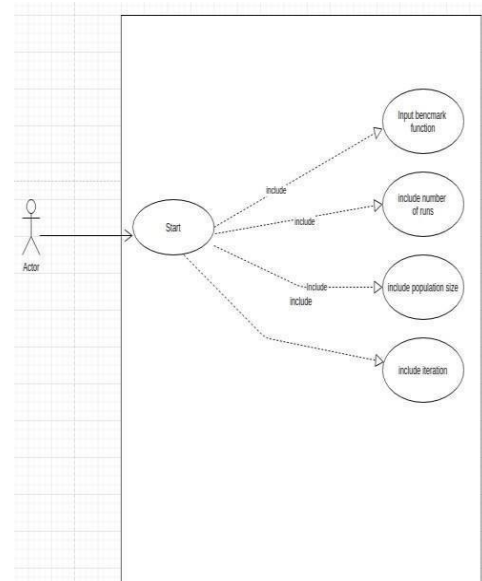 Input bencmark
function
include
include number
of runs
include
Start
Actor
Include
include population size
include
include iteration